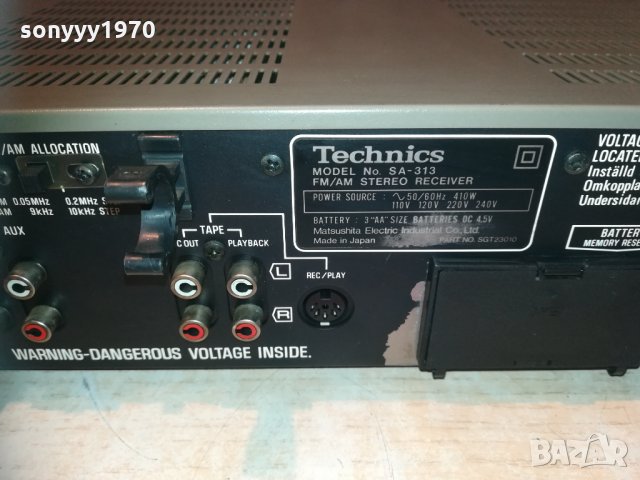 sonyyy1970
/AM ALLOCATION
0.05MHz 0.2MHz
9kHz 10kHz STEP
AUX
TAPE
OUT PLAYBACK
L
R
REC/PLAY
Technics
MODEL No. SA-313
FM/AM STEREO RECEIVER
POWER SOURCE : 50/60Hz 410W
110V 120V 220V 240V
BATTERY : 3 "AA" SIZE BATTERIES DC 4.5V
Matsushita Electric Industrial Co., Ltd.
Made in Japan PART NO. SGT23010
VOLTAG
LOCATE
Inställd
Omkopplar
Undersidan
BATTER
MEMORY RESE
WARNING-DANGEROUS VOLTAGE INSIDE.
BAZAR